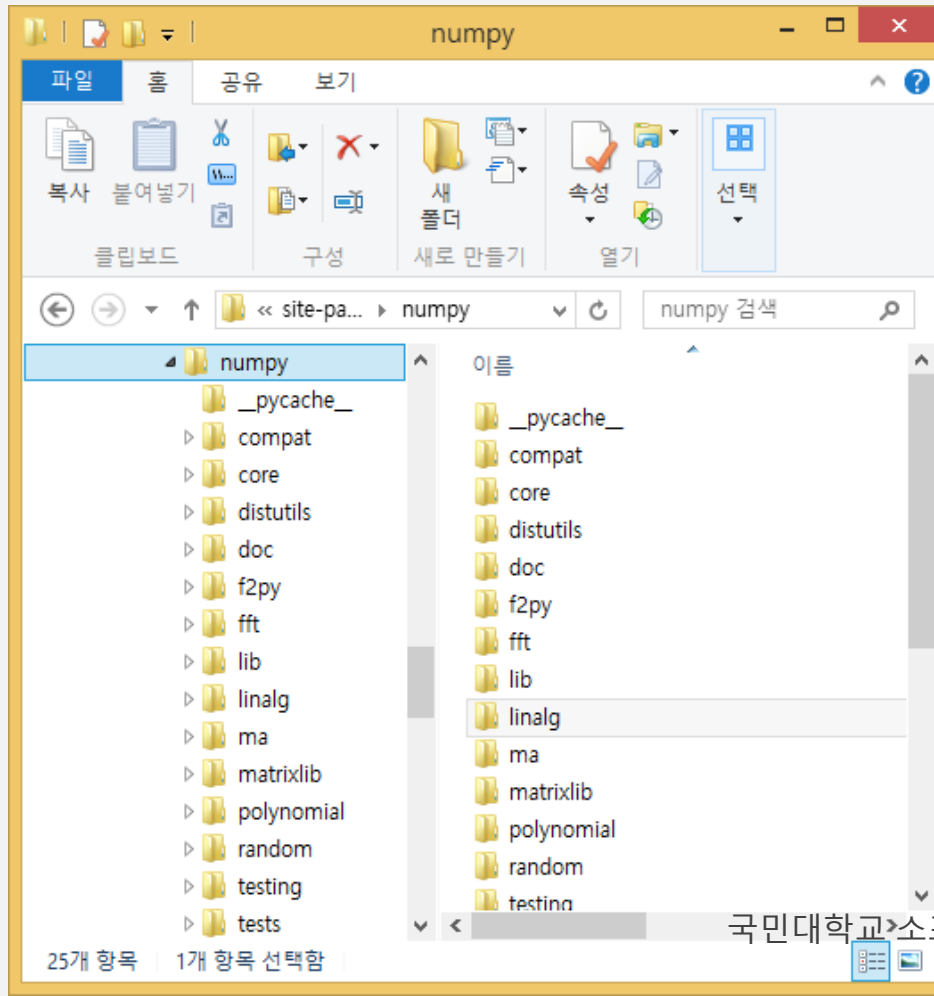 numpy
파일 홈 공유 보기
복사 붙여넣기 새 폴더 속성 선택
클립보드 구성 새로 만들기 열기
« site-pa... numpy numpy 검색
numpy
__pycache__
compat
core
distutils
doc
f2py
fft
lib
linalg
ma
matrixlib
polynomial
random
testing
tests
이름
__pycache__
compat
core
distutils
doc
f2py
fft
lib
linalg
ma
matrixlib
polynomial
random
testing
국민대학교
25개 항목 1개 항목 선택함